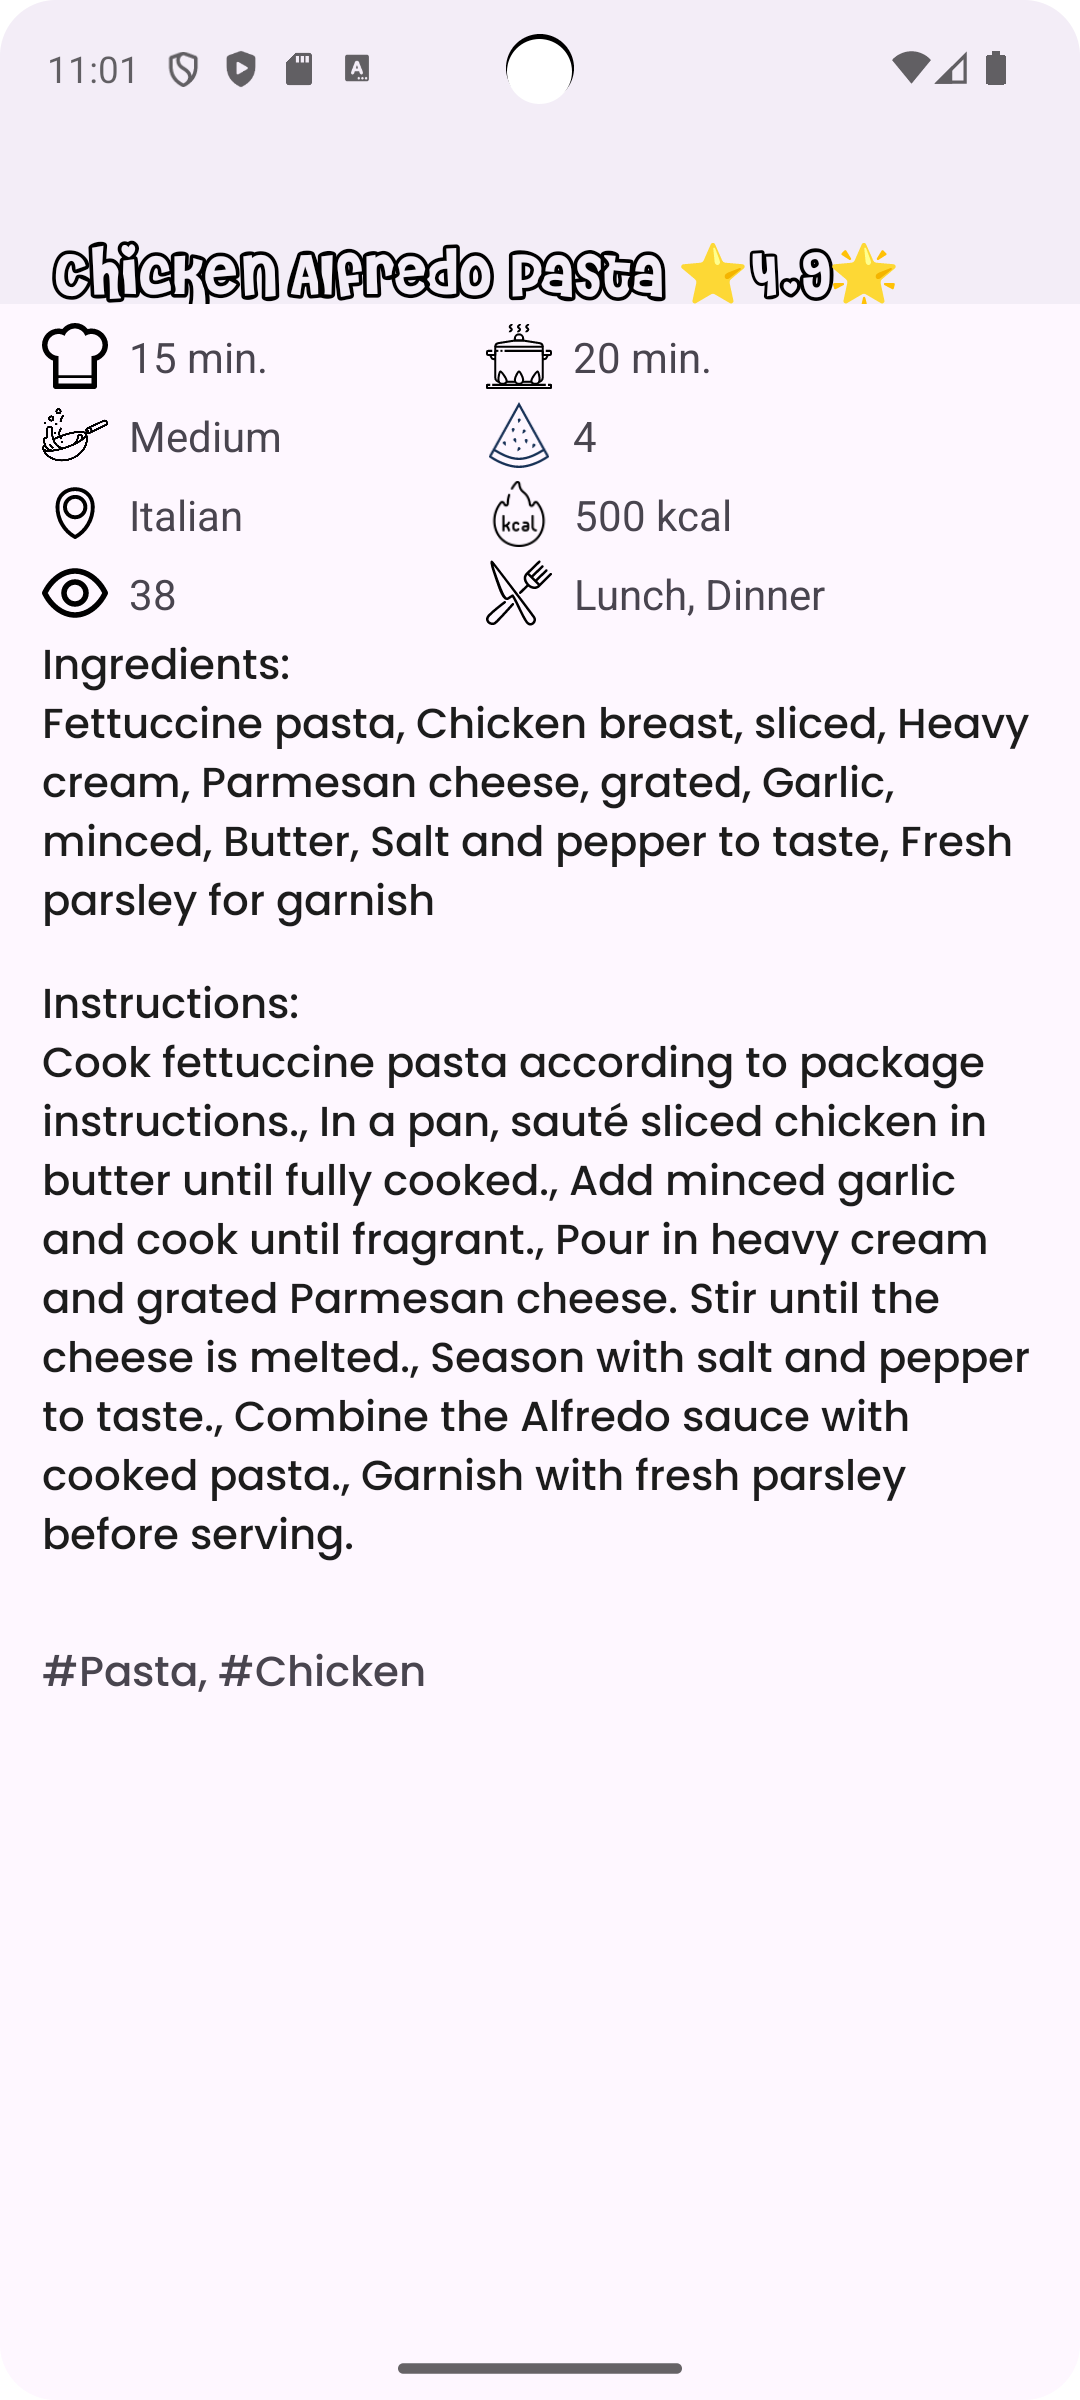 11:01
Chicken Alfredo Pasta ⭐4.9🌟
15 min.
20 min.
Medium
4
Italian
kcal
500 kcal
38
Lunch, Dinner
Ingredients:
Fettuccine pasta, Chicken breast, sliced, Heavy
cream, Parmesan cheese, grated, Garlic,
minced, Butter, Salt and pepper to taste, Fresh
parsley for garnish
Instructions:
Cook fettuccine pasta according to package
instructions., In a pan, sauté sliced chicken in
butter until fully cooked., Add minced garlic
and cook until fragrant., Pour in heavy cream
and grated Parmesan cheese. Stir until the
cheese is melted., Season with salt and pepper
to taste., Combine the Alfredo sauce with
cooked pasta., Garnish with fresh parsley
before serving.
#Pasta, #Chicken